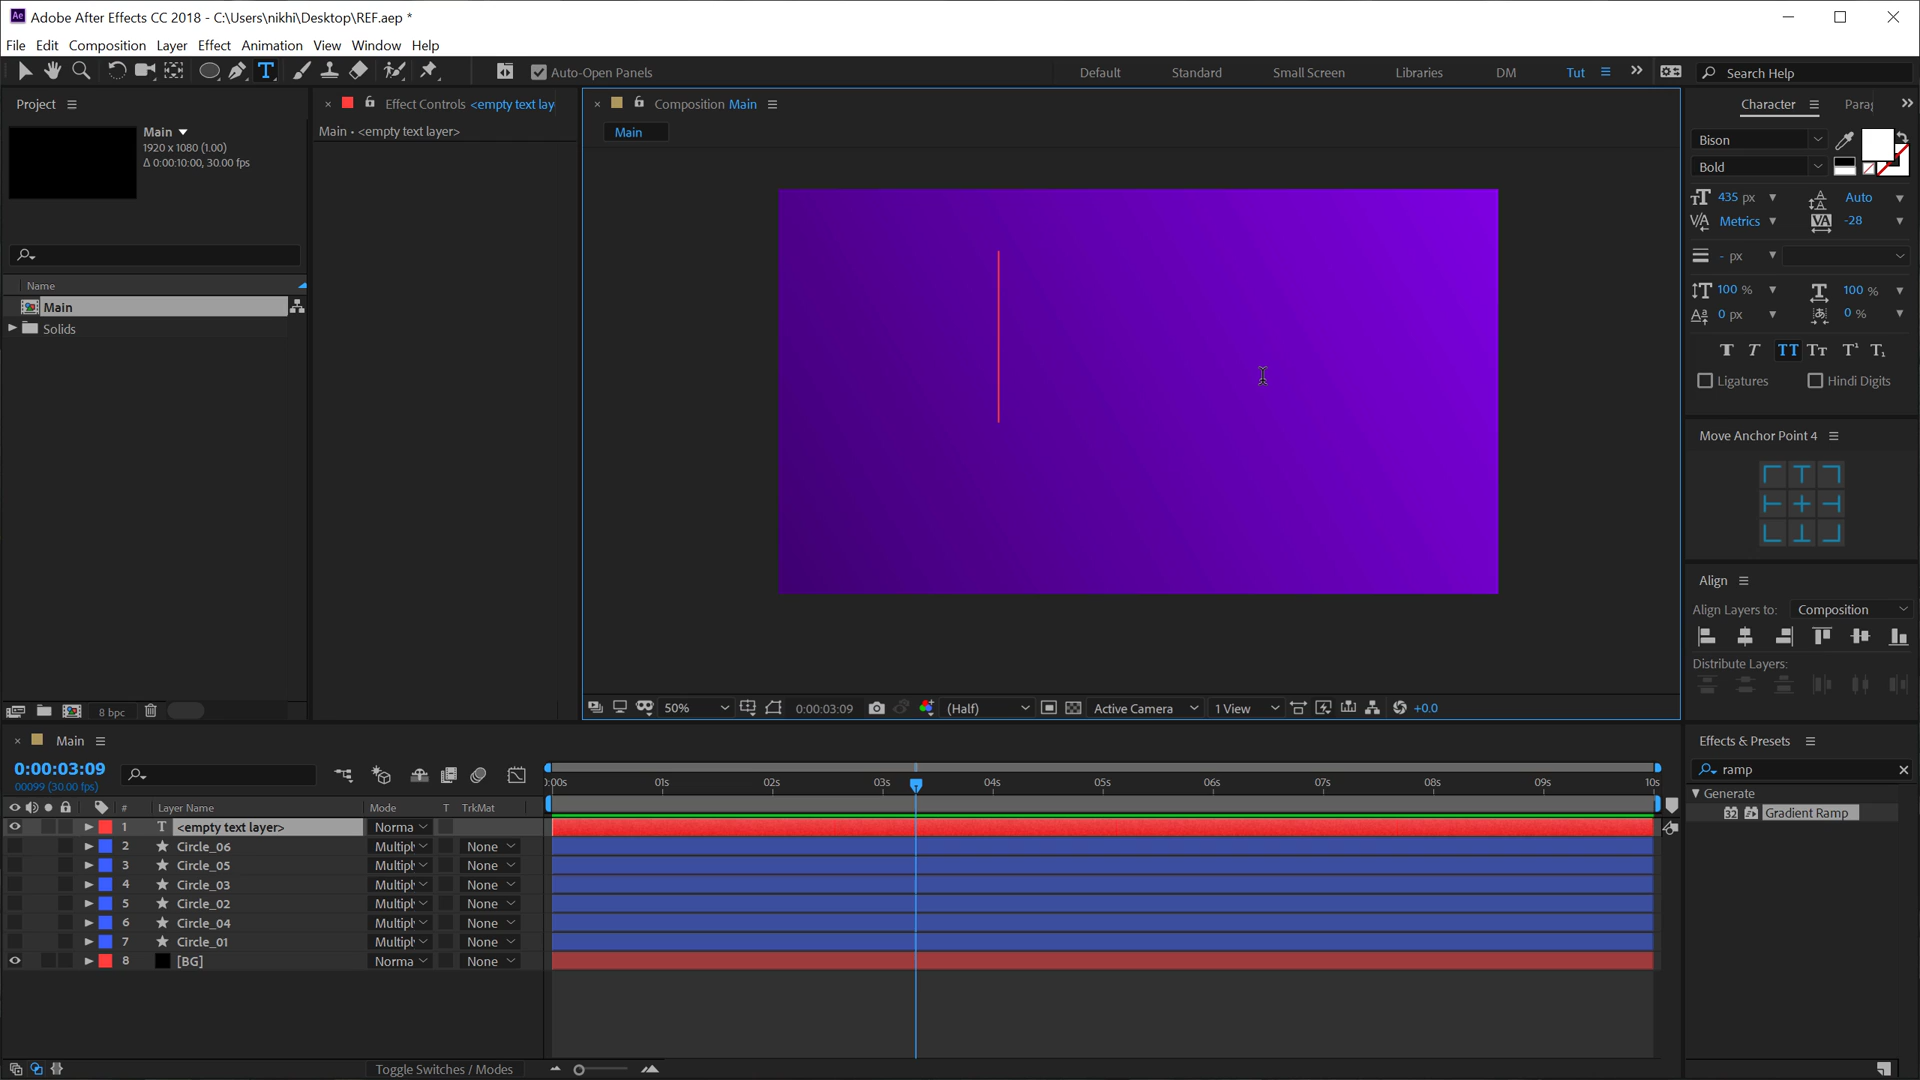 Adobe After Effects CC 2018 - C:\Users\nikhi\Desktop\REF.aep *
File Edit Composition Layer Effect Animation View Window Help
Auto-Open Panels
Default Standard Small Screen Libraries DM Tut
Search Help
Project
Main
1920 x 1080 (1.00)
Δ 0:00:10:00, 30.00 fps
Name
Main
Solids
8 bpc
Effect Controls <empty text lay
Main • <empty text layer>
Composition Main
Main
50%
0:00:03:09
(Half)
Active Camera
1 View
+0.0
Character
Parag
Bison
Bold
435 px
Auto
Metrics
-28
- px
100 %
100 %
0 px
0 %
Ligatures
Hindi Digits
Move Anchor Point 4
Align
Align Layers to: Composition
Distribute Layers:
Effects & Presets
ramp
Generate
32
Gradient Ramp
Main
0:00:03:09
00099 (30.00 fps)
# Layer Name Mode T TrkMat
1 <empty text layer> Norma
2 Circle_06 Multipl None
3 Circle_05 Multipl None
4 Circle_03 Multipl None
5 Circle_02 Multipl None
6 Circle_04 Multipl None
7 Circle_01 Multipl None
8 [BG] Norma None
):00s 01s 02s 03s 04s 05s 06s 07s 08s 09s 10s
Toggle Switches / Modes